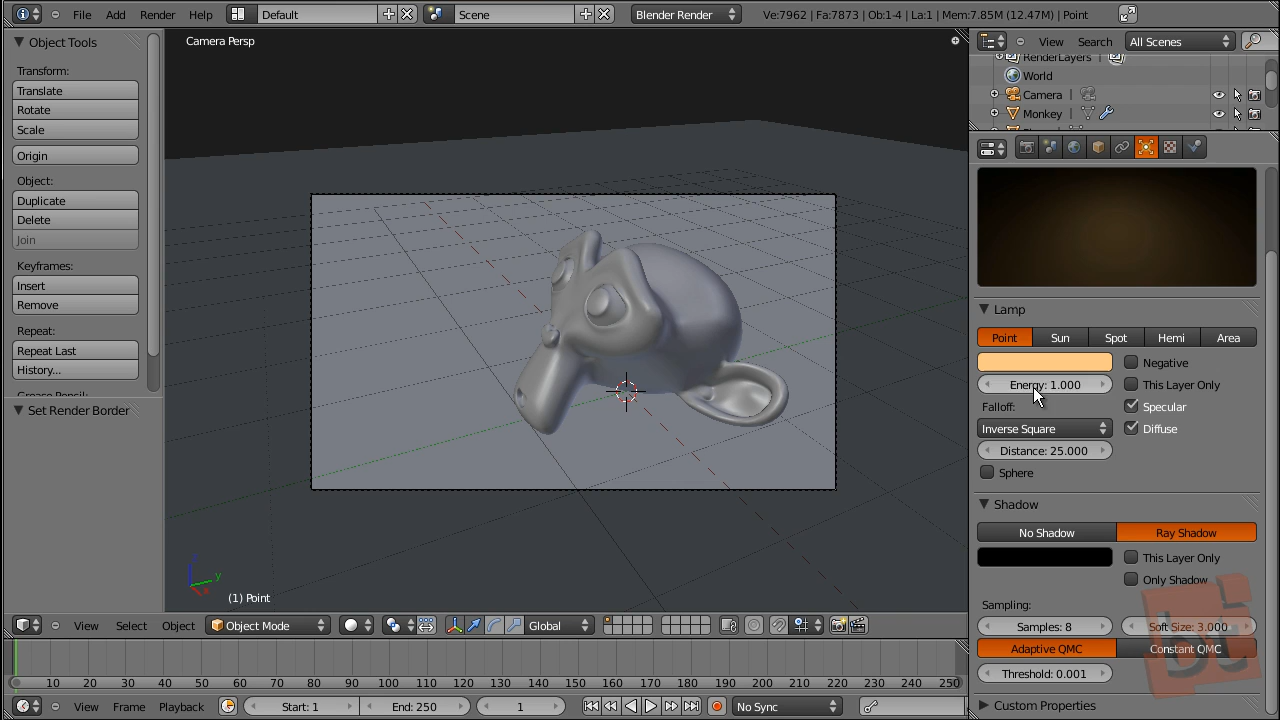 File Add Render Help Default Scene Blender Render Ve:7962 | Fa:7873 | Ob:1-4 | La:1 | Mem:7.85M (12.47M) | Point
Object Tools
Transform:
Translate
Rotate
Scale
Origin
Object:
Duplicate
Delete
Join
Keyframes:
Insert
Remove
Repeat:
Repeat Last
History...
Grease Pencil:
Set Render Border
Camera Persp
z
y
x
(1) Point
View Select Object Object Mode Global
View Search All Scenes
RenderLayers |
World
Camera |
Monkey |
Lamp
Point Sun Spot Hemi Area
Negative
Energy: 1.000 This Layer Only
Falloff: Specular
Inverse Square Diffuse
Distance: 25.000
Sphere
Shadow
No Shadow Ray Shadow
This Layer Only
Only Shadow
Sampling:
Samples: 8 Soft Size: 3.000
Adaptive QMC Constant QMC
Threshold: 0.001
Custom Properties
10 20 30 40 50 60 70 80 90 100 110 120 130 140 150 160 170 180 190 200 210 220 230 240 250
View Frame Playback Start: 1 End: 250 1 No Sync